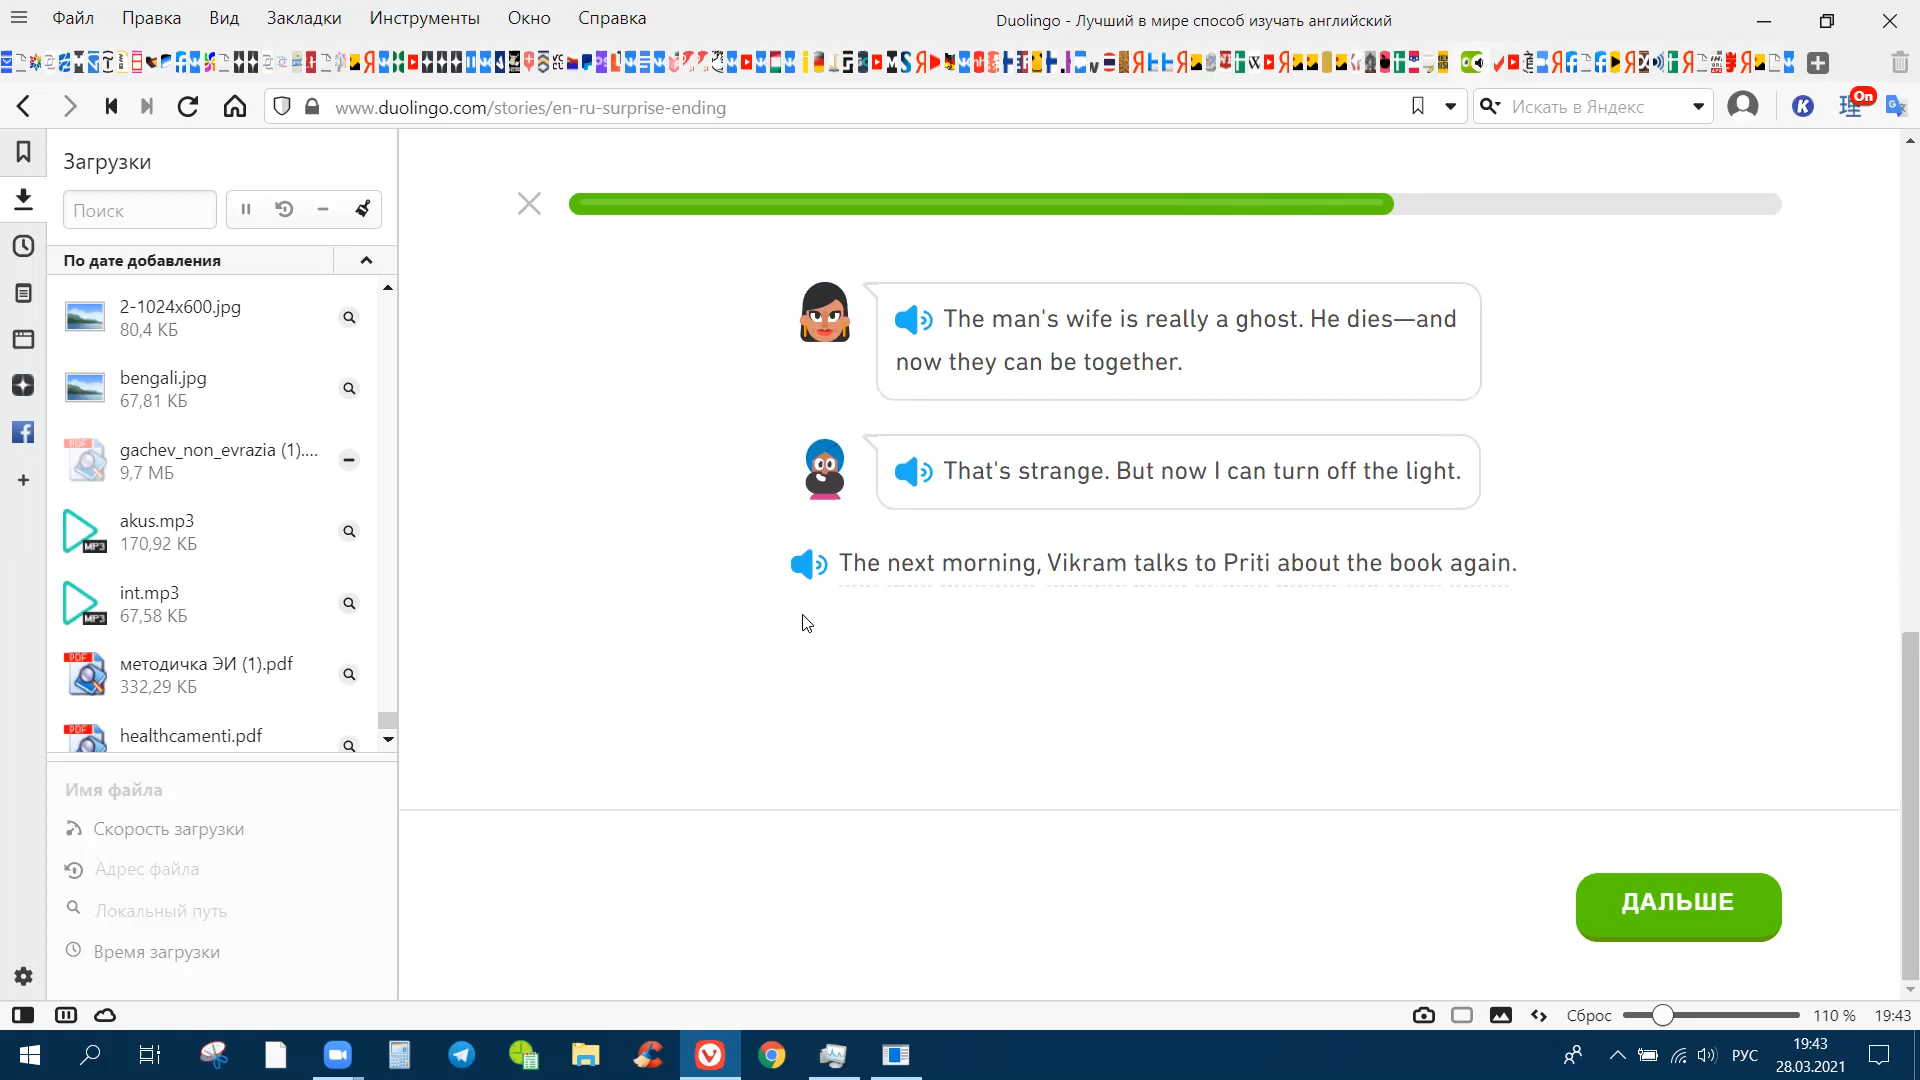 Файл Правка Вид Закладки Инструменты Окно Справка
Duolingo - Лучший в мире способ изучать английский
www.duolingo.com/stories/en-ru-surprise-ending
Искать в Яндекс
On
Загрузки
Поиск
По дате добавления
2-1024x600.jpg
80,4 КБ
bengali.jpg
67,81 КБ
gachev_non_evrazia (1)....
9,7 МБ
akus.mp3
170,92 КБ
int.mp3
67,58 КБ
методичка ЭИ (1).pdf
332,29 КБ
healthcamenti.pdf
Имя файла
Скорость загрузки
Адрес файла
Локальный путь
Время загрузки
The man's wife is really a ghost. He dies—and
now they can be together.
That's strange. But now I can turn off the light.
The next morning, Vikram talks to Priti about the book again.
ДАЛЬШЕ
Сброс 110 % 19:43
РУС
19:43
28.03.2021